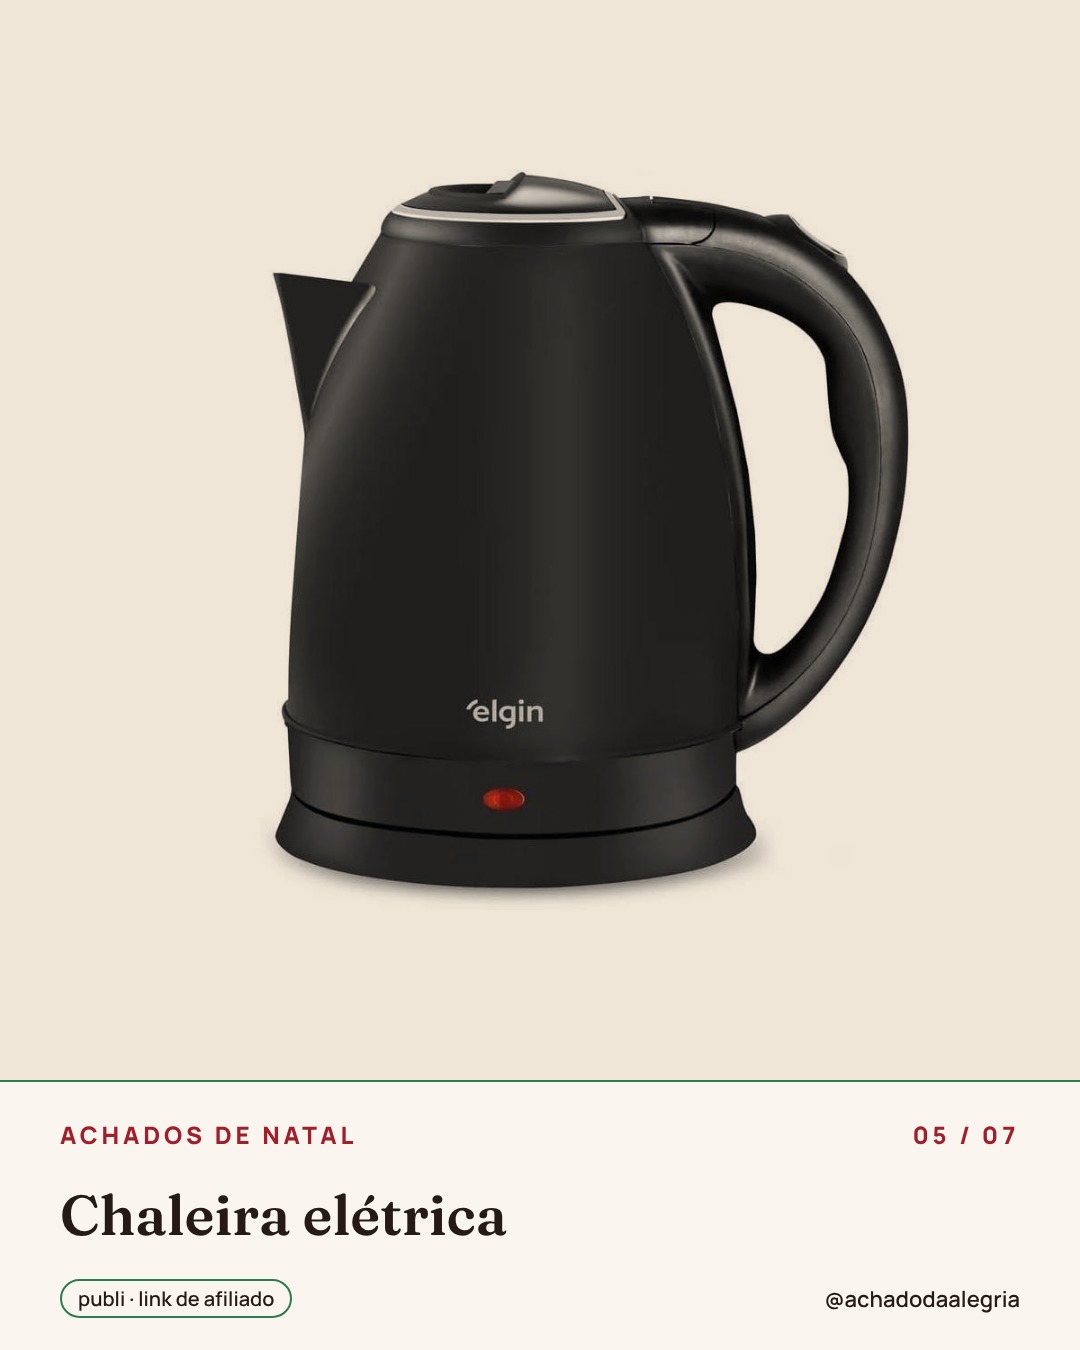 elgin
ACHADOS DE NATAL
05 / 07
Chaleira elétrica
publi · link de afiliado
@achadodaalegria